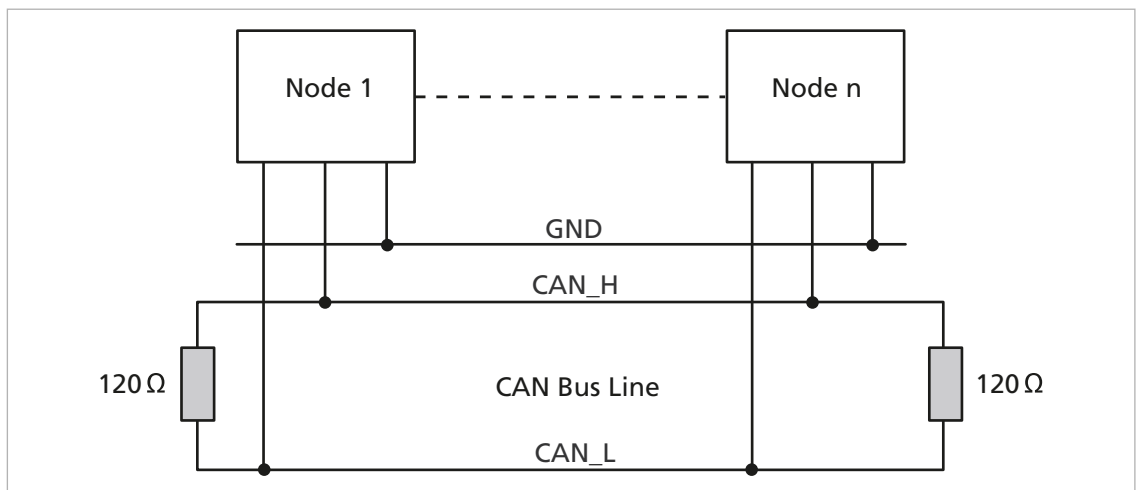 Node 1
Node n
GND
CAN_H
120 Ω
CAN Bus Line
120 Ω
CAN_L